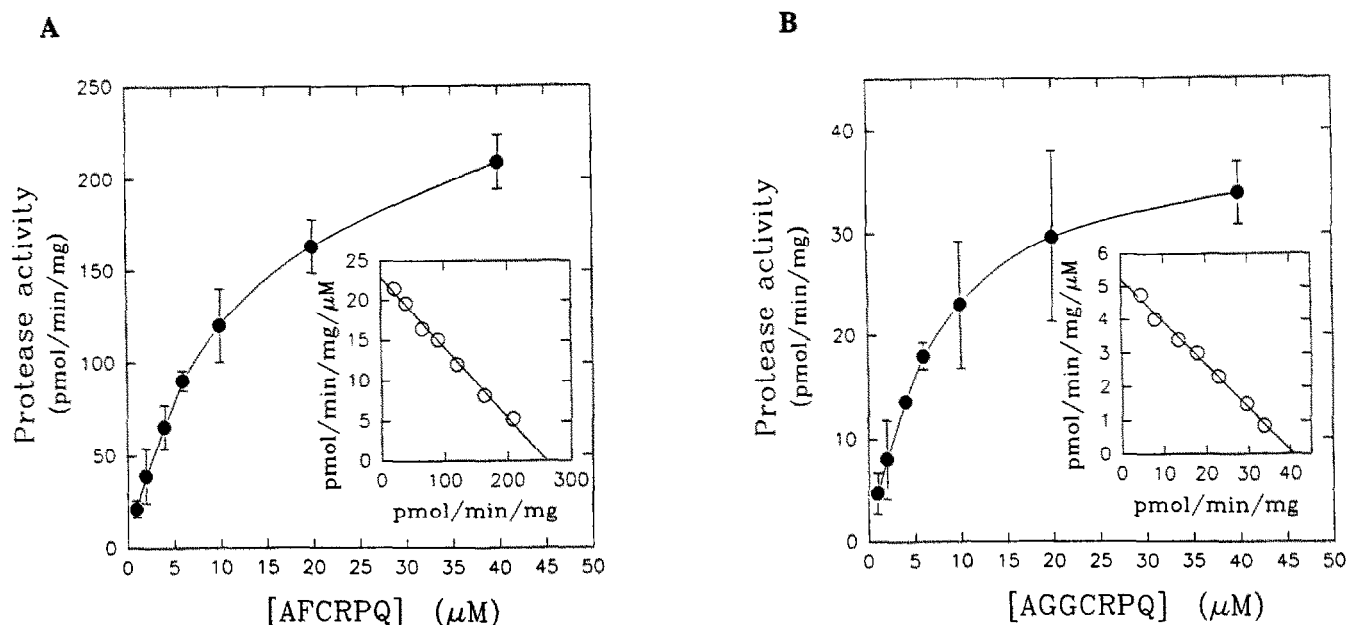 A
Protease activity
(pmol/min/mg)
250
200
150
100
50
0
0 5 10 15 20 25 30 35 40 45 50
[AFCRPQ] (μM)
pmol/min/mg/μM
25
20
15
10
5
0
0 100 200 300
pmol/min/mg
B
Protease activity
(pmol/min/mg)
40
30
20
10
0
0 5 10 15 20 25 30 35 40 45 50
[AGGCRPQ] (μM)
pmol/min/mg/μM
6
5
4
3
2
1
0
0 10 20 30 40
pmol/min/mg